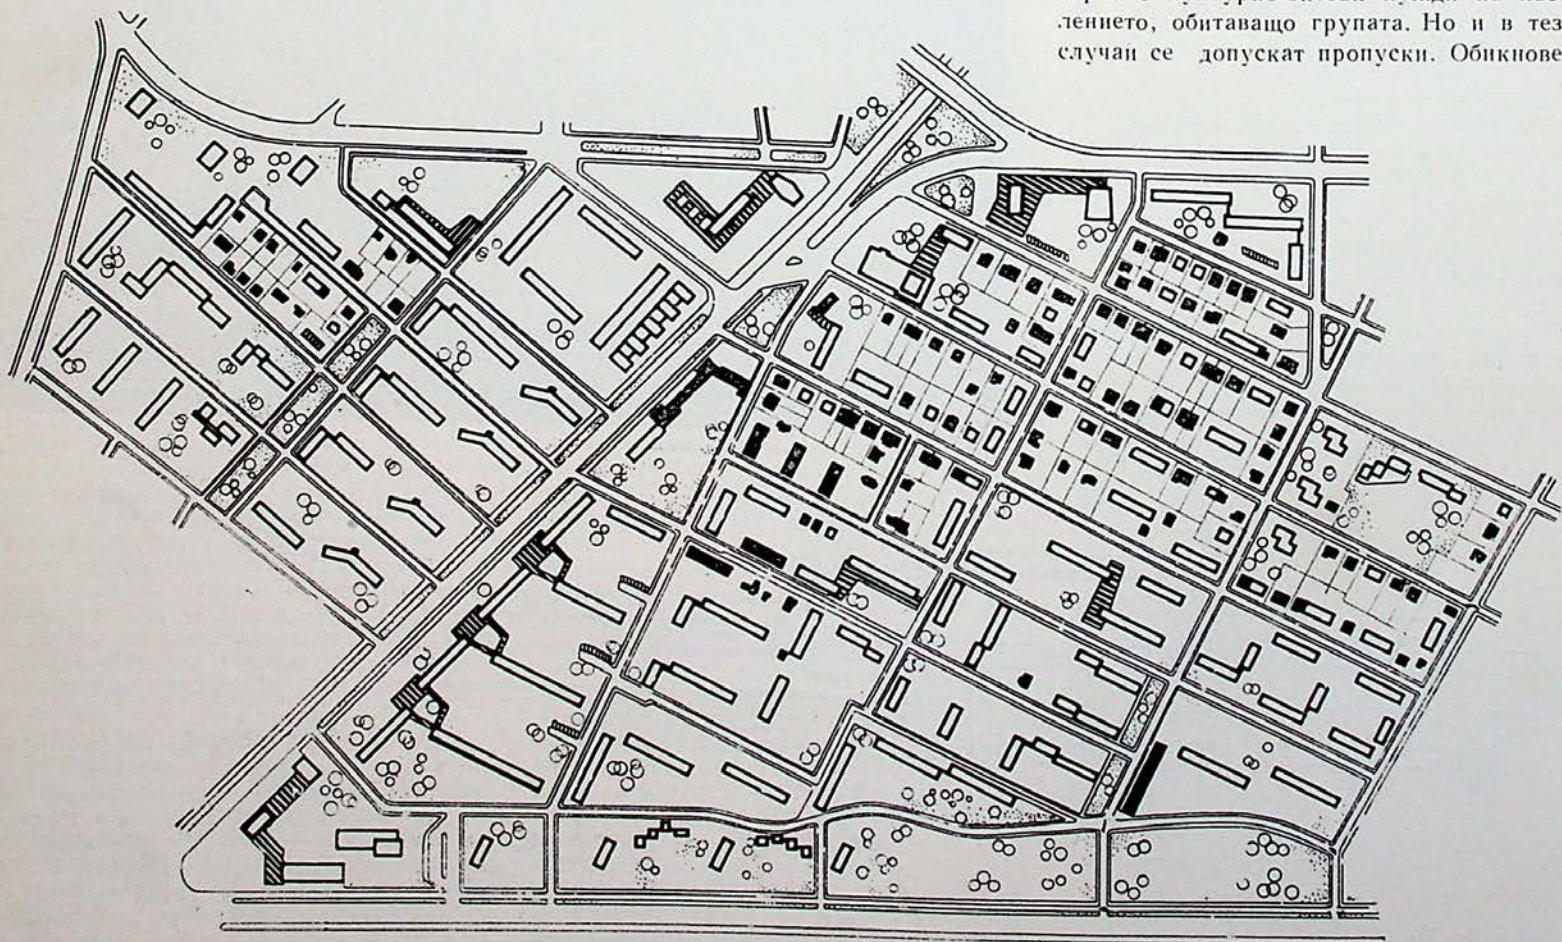 лението, обитаващо групата. Но и в тез
случаи се допускат пропуски. Обикнове